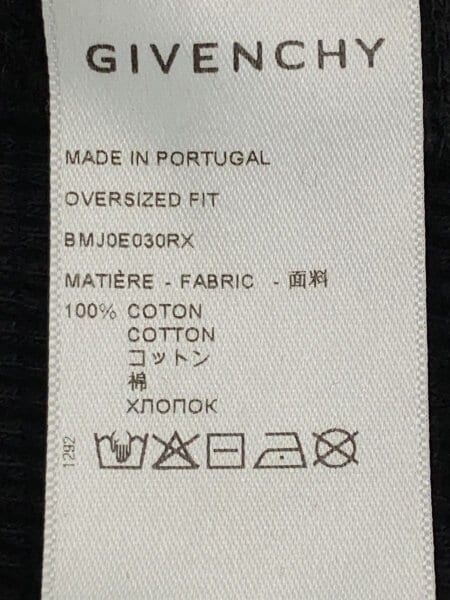 GIVENCHY
MADE IN PORTUGAL
OVERSIZED FIT
BMJ0E030RX
MATIÈRE - FABRIC - 面料
100% COTON
COTTON
コットン
棉
ХЛОПОК
1292